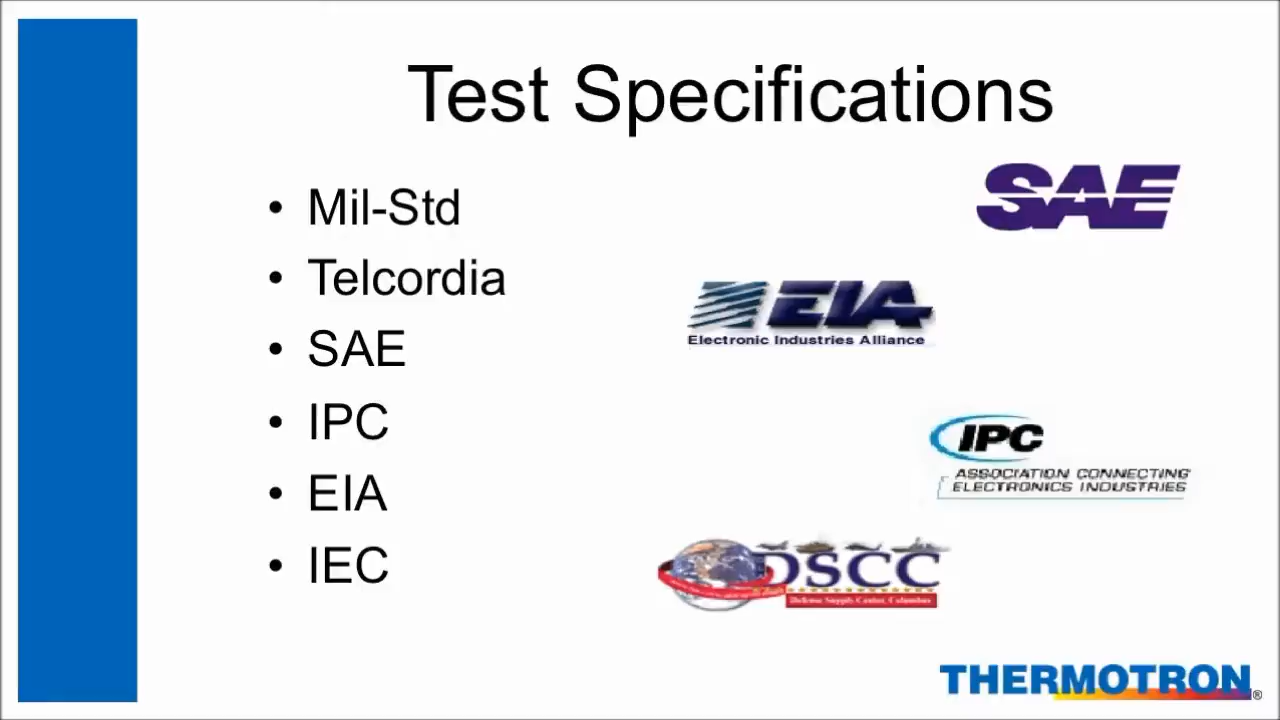 Test Specifications
• Mil-Std
• Telcordia
• SAE
• IPC
• EIA
• IEC
SAE
EIA
Electronic Industries Alliance
IPC
ASSOCIATION CONNECTING
ELECTRONICS INDUSTRIES
DSCC
Defense Supply Center, Columbus
THERMOTRON®